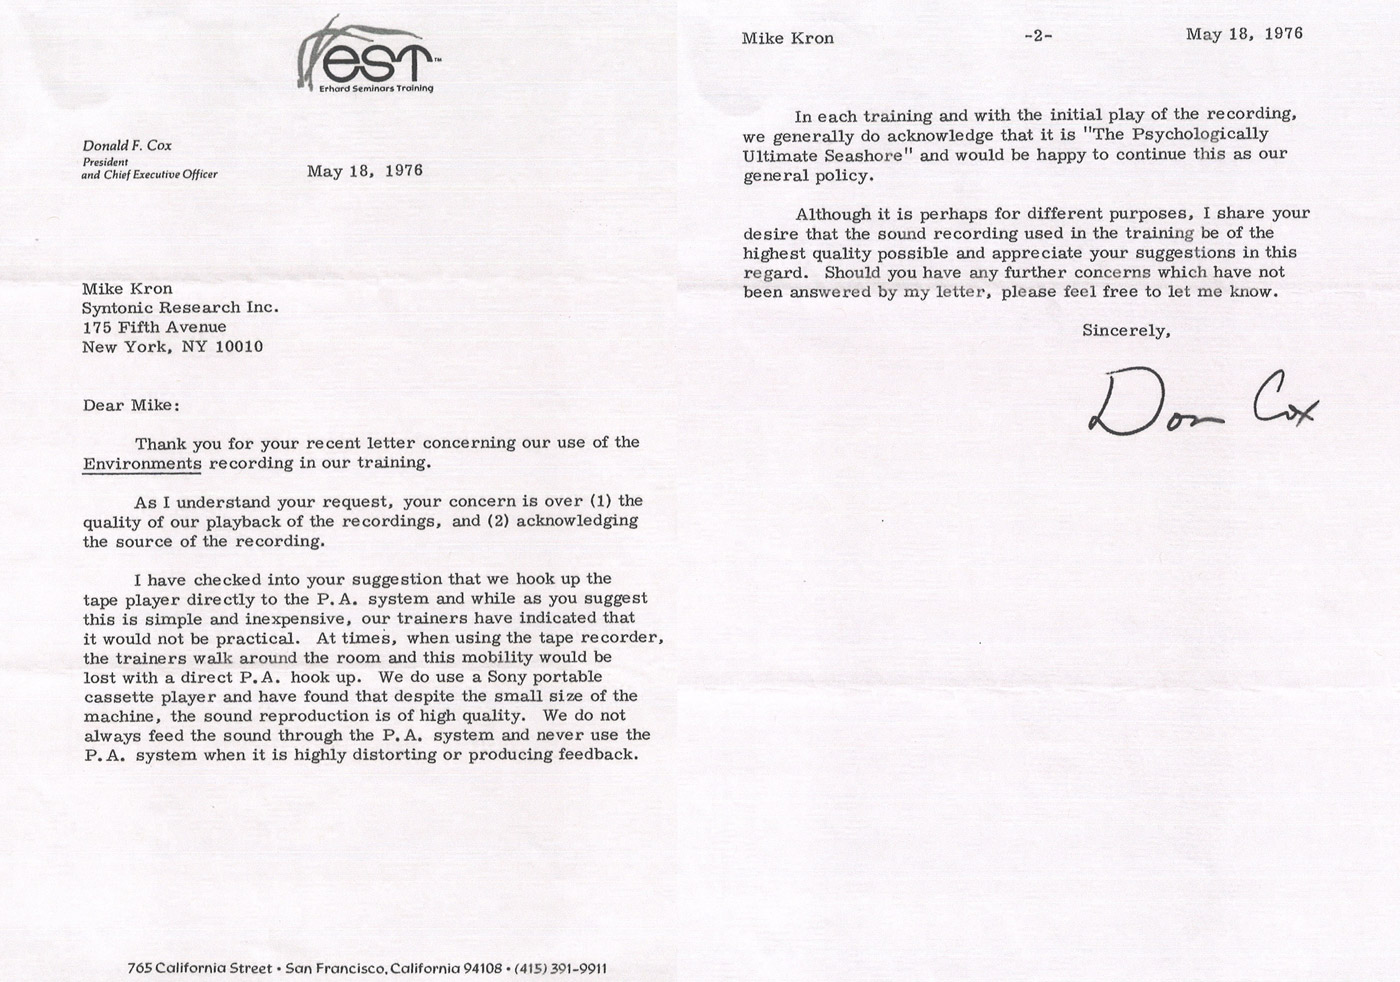 est™
Erhard Seminars Training
Donald F. Cox
President
and Chief Executive Officer
May 18, 1976
Mike Kron
Syntonic Research Inc.
175 Fifth Avenue
New York, NY 10010
Dear Mike:
Thank you for your recent letter concerning our use of the
Environments recording in our training.
As I understand your request, your concern is over (1) the
quality of our playback of the recordings, and (2) acknowledging
the source of the recording.
I have checked into your suggestion that we hook up the
tape player directly to the P.A. system and while as you suggest
this is simple and inexpensive, our trainers have indicated that
it would not be practical. At times, when using the tape recorder,
the trainers walk around the room and this mobility would be
lost with a direct P.A. hook up. We do use a Sony portable
cassette player and have found that despite the small size of the
machine, the sound reproduction is of high quality. We do not
always feed the sound through the P.A. system and never use the
P.A. system when it is highly distorting or producing feedback.
765 California Street • San Francisco, California 94108 • (415) 391-9911
Mike Kron -2- May 18, 1976
In each training and with the initial play of the recording,
we generally do acknowledge that it is "The Psychologically
Ultimate Seashore" and would be happy to continue this as our
general policy.
Although it is perhaps for different purposes, I share your
desire that the sound recording used in the training be of the
highest quality possible and appreciate your suggestions in this
regard. Should you have any further concerns which have not
been answered by my letter, please feel free to let me know.
Sincerely,
Don Cox